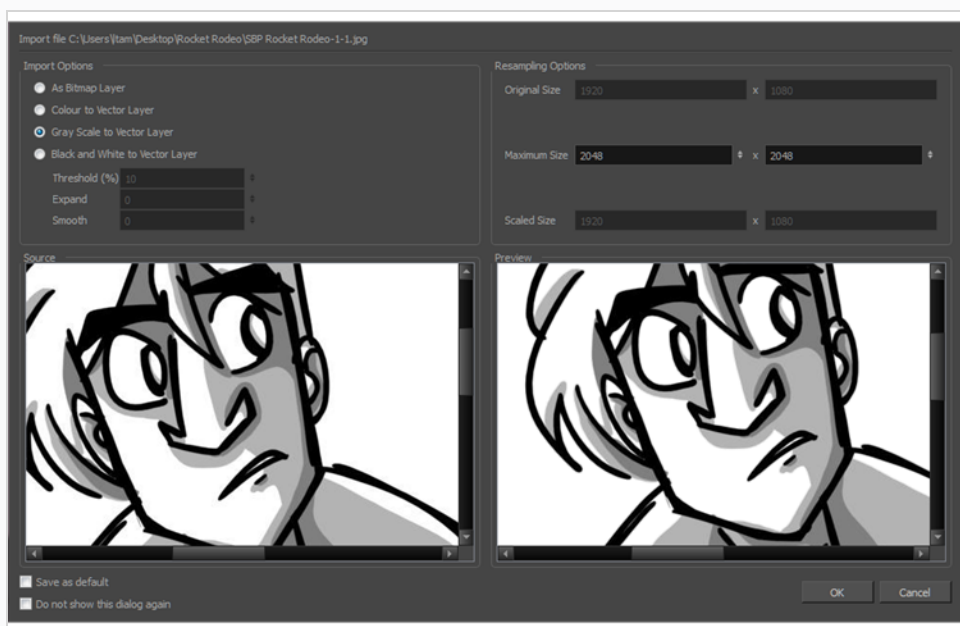 Import file C:\Users\ltam\Desktop\Rocket Rodeo\SBP Rocket Rodeo-1-1.jpg
Import Options
As Bitmap Layer
Colour to Vector Layer
Gray Scale to Vector Layer
Black and White to Vector Layer
Threshold (%) 10
Expand 0
Smooth 0
Resampling Options
Original Size 1920 x 1080
Maximum Size 2048 x 2048
Scaled Size 1920 x 1080
Source
Preview
Save as default
Do not show this dialog again
OK Cancel